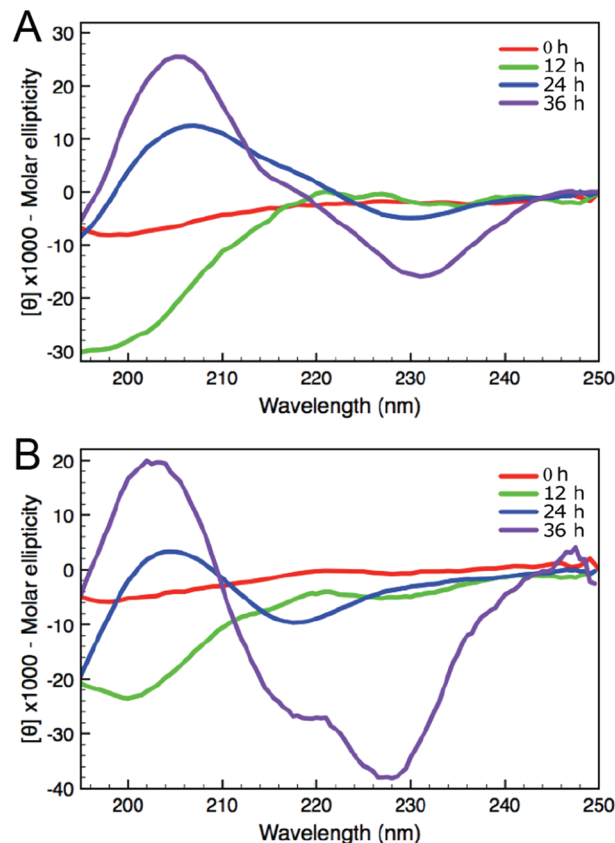 A
30
20
10
0
-10
-20
-30
[θ] x1000 - Molar ellipticity
0 h
12 h
24 h
36 h
200 210 220 230 240 250
Wavelength (nm)
B
20
10
0
-10
-20
-30
-40
[θ] x1000 - Molar ellipticity
0 h
12 h
24 h
36 h
200 210 220 230 240 250
Wavelength (nm)